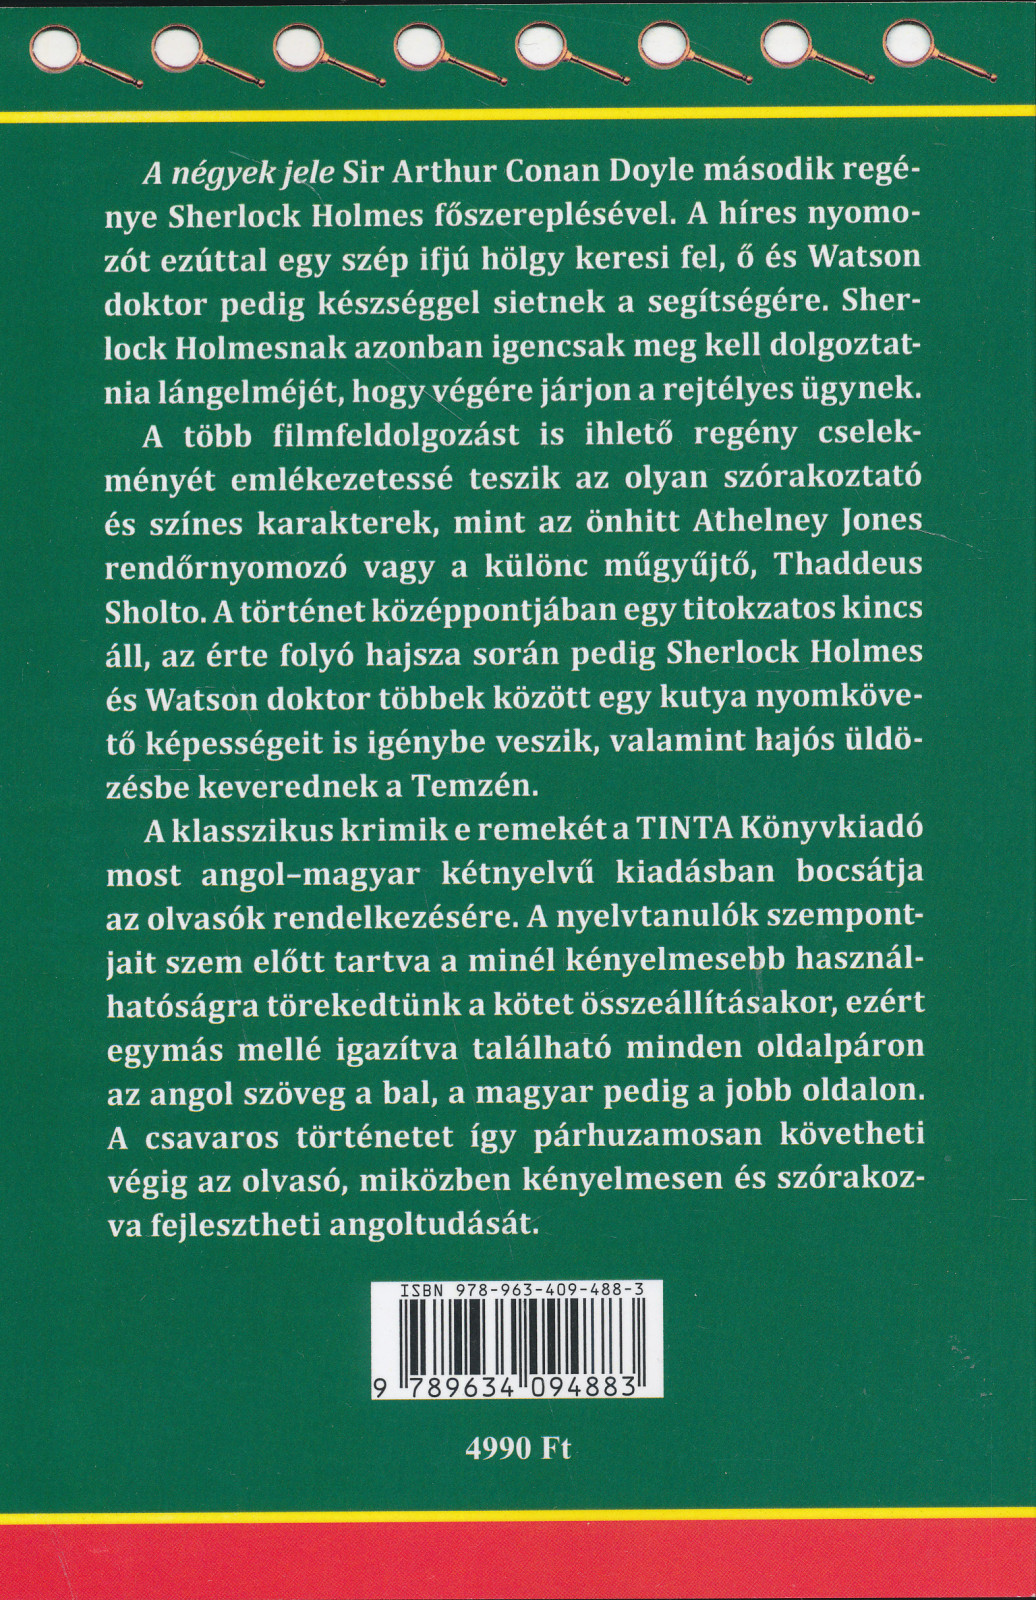 A négyek jele Sir Arthur Conan Doyle második regé-
nye Sherlock Holmes főszereplésével. A híres nyomo-
zót ezúttal egy szép ifjú hölgy keresi fel, ő és Watson
doktor pedig készséggel sietnek a segítségére. Sher-
lock Holmesnak azonban igencsak meg kell dolgoztat-
nia lángelméjét, hogy végére járjon a rejtélyes ügynek.
A több filmfeldolgozást is ihlető regény cselek-
ményét emlékezetessé teszik az olyan szórakoztató
és színes karakterek, mint az önhitt Athelney Jones
rendőrnyomozó vagy a különc műgyűjtő, Thaddeus
Sholto. A történet középpontjában egy titokzatos kincs
áll, az érte folyó hajsza során pedig Sherlock Holmes
és Watson doktor többek között egy kutya nyomköve-
tő képességeit is igénybe veszik, valamint hajós üldö-
zésbe keverednek a Temzén.
A klasszikus krimik e remekét a TINTA Könyvkiadó
most angol–magyar kétnyelvű kiadásban bocsátja
az olvasók rendelkezésére. A nyelvtanulók szempont-
jait szem előtt tartva a minél kényelmesebb használ-
hatóságra törekedtünk a kötet összeállításakor, ezért
egymás mellé igazítva található minden oldalpáron
az angol szöveg a bal, a magyar pedig a jobb oldalon.
A csavaros történetet így párhuzamosan követheti
végig az olvasó, miközben kényelmesen és szórakoz-
va fejlesztheti angoltudását.
ISBN 978-963-409-488-3
9 789634 094883
4990 Ft